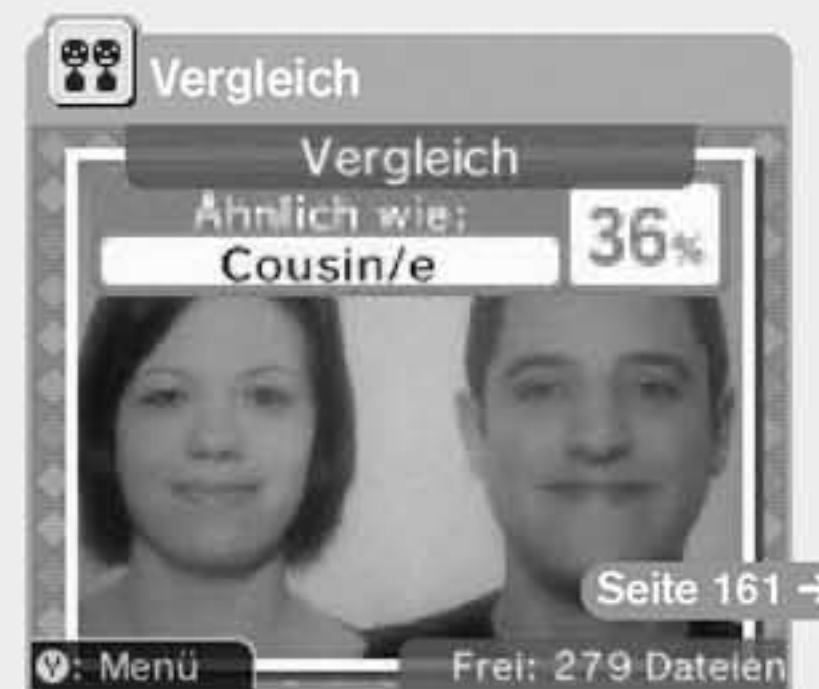 Vergleich
Vergleich
Ähnlich wie:
Cousin/e
36%
Seite 161 →
Y: Menü
Frei: 279 Dateien